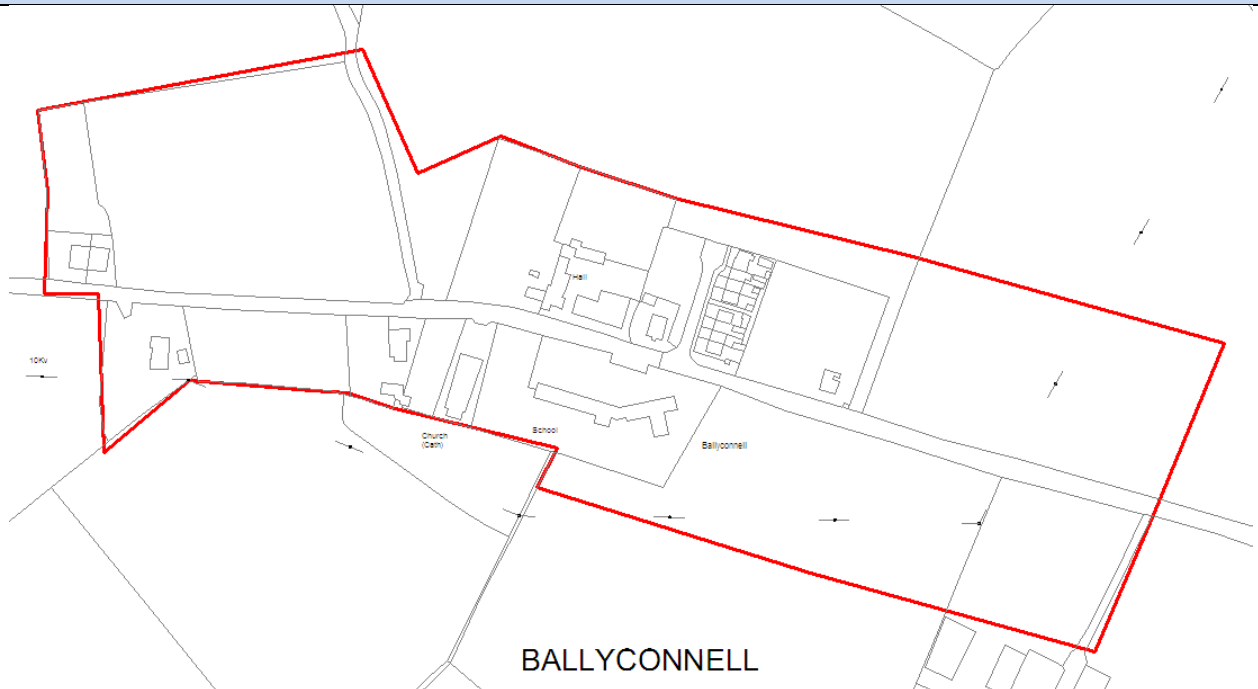 Hall
10Kv
School
Church
(Cath)
Ballyconnell
BALLYCONNELL